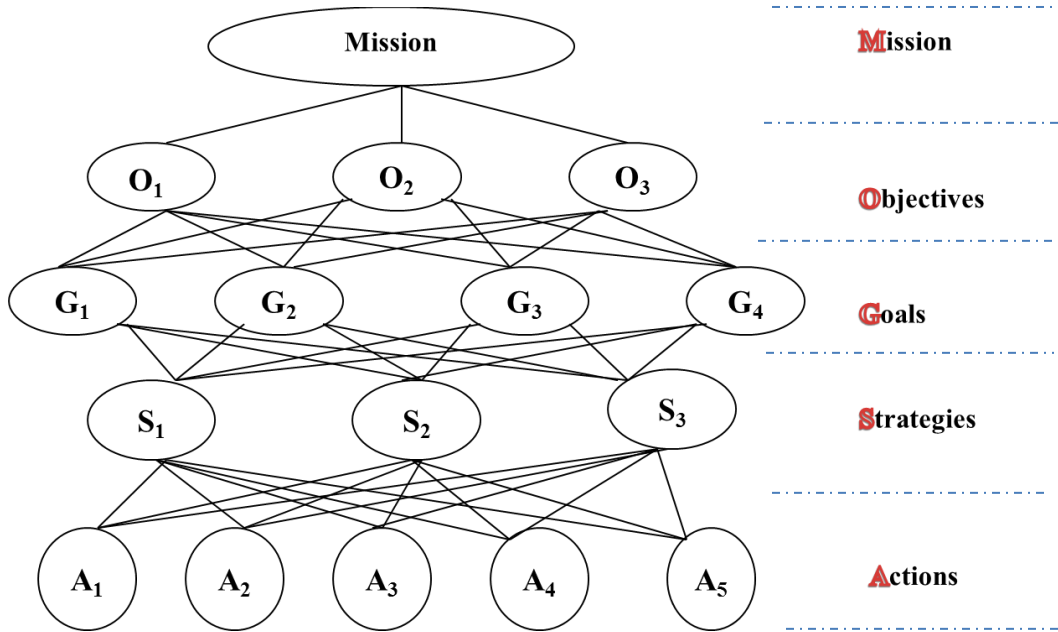 Mission
Mission
O₁ O₂ O₃
Objectives
G₁ G₂ G₃ G₄
Goals
S₁ S₂ S₃
Strategies
A₁ A₂ A₃ A₄ A₅
Actions